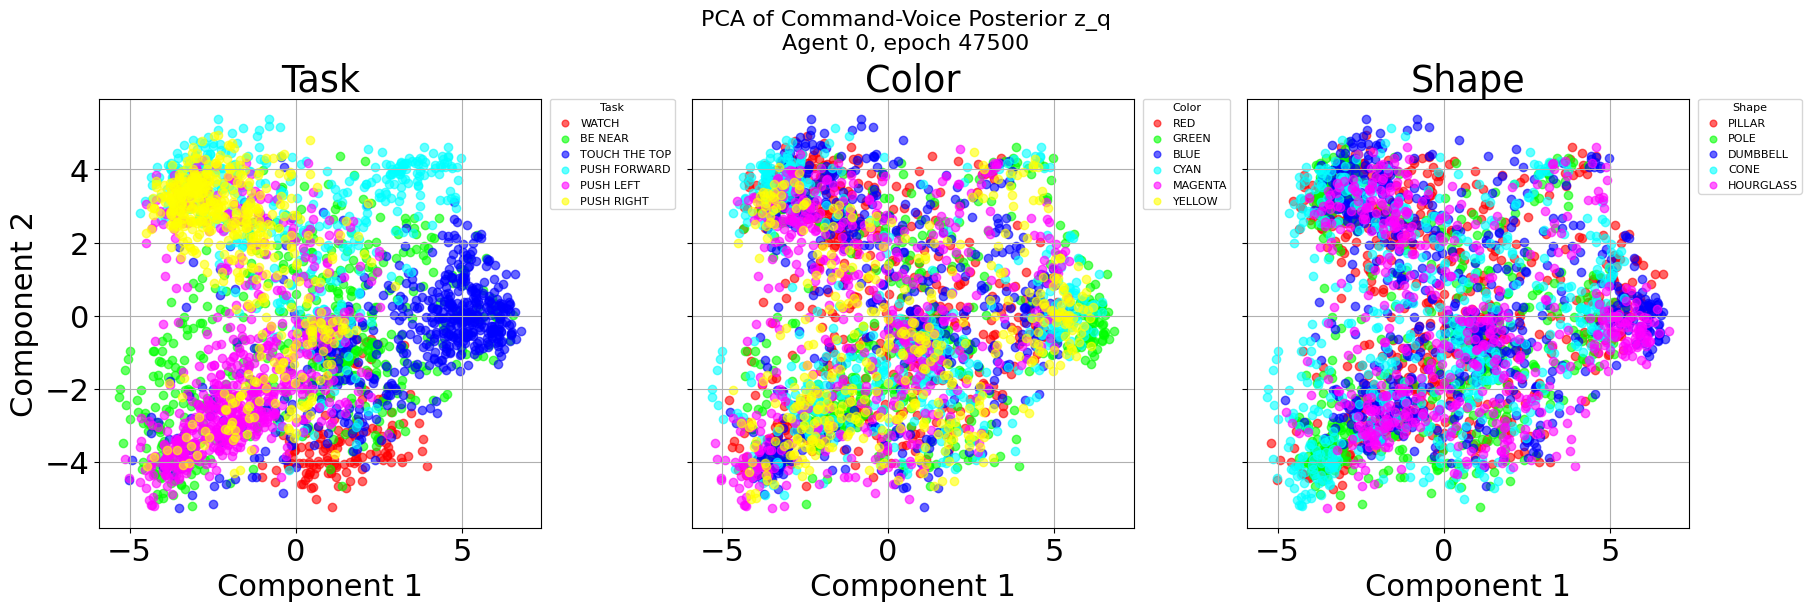 PCA of Command-Voice Posterior z_q
Agent 0, epoch 47500
Task
Color
Shape
Task
WATCH
BE NEAR
TOUCH THE TOP
PUSH FORWARD
PUSH LEFT
PUSH RIGHT
Color
RED
GREEN
BLUE
CYAN
MAGENTA
YELLOW
Shape
PILLAR
POLE
DUMBBELL
CONE
HOURGLASS
Component 2
4
2
0
−2
−4
−5 0 5
−5 0 5
−5 0 5
Component 1
Component 1
Component 1